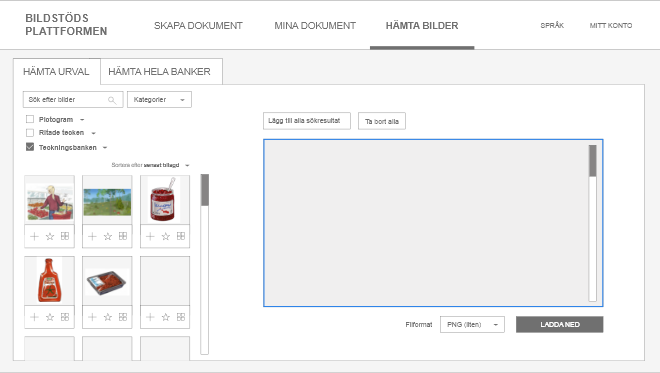 BILDSTÖDS
PLATTFORMEN
SKAPA DOKUMENT
MINA DOKUMENT
HÄMTA BILDER
SPRÅK
MITT KONTO
HÄMTA URVAL
HÄMTA HELA BANKER
Sök efter bilder
Kategorier
Piktogram
Ritade tecken
Teckningsbanken
Sortera efter senast tillagd
Lägg till alla sökresultat
Ta bort alla
Filformat
PNG (liten)
LADDA NED